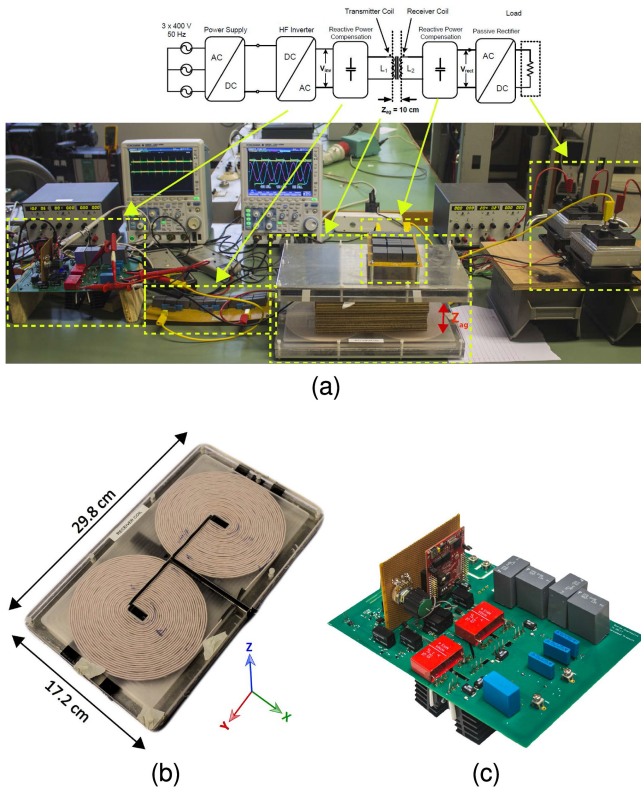 Transmitter Coil
Receiver Coil
Load
3 x 400 V
50 Hz
Power Supply
HF Inverter
Reactive Power
Compensation
Reactive Power
Compensation
Passive Rectifier
AC
DC
DC
AC
Vinv
L1
L2
Vrect
AC
DC
Zag = 10 cm
Zag
(a)
29.8 cm
17.2 cm
Z
Y
X
(b)
(c)